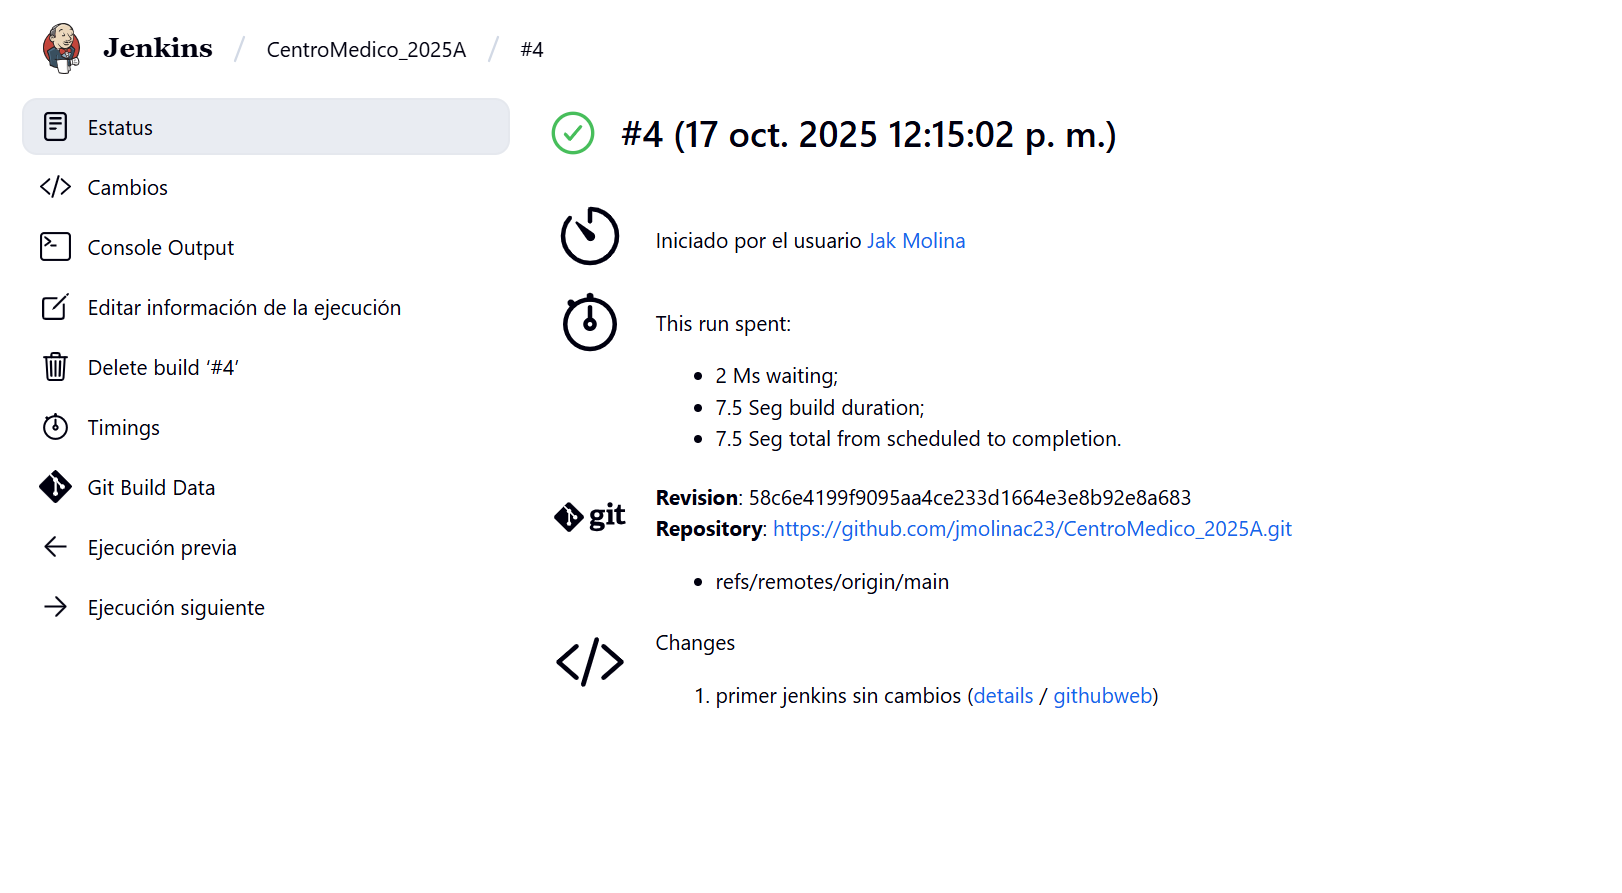 Jenkins / CentroMedico_2025A / #4
Estatus
Cambios
Console Output
Editar información de la ejecución
Delete build ‘#4’
Timings
Git Build Data
Ejecución previa
Ejecución siguiente
#4 (17 oct. 2025 12:15:02 p. m.)
Iniciado por el usuario Jak Molina
This run spent:
• 2 Ms waiting;
• 7.5 Seg build duration;
• 7.5 Seg total from scheduled to completion.
git
Revision: 58c6e4199f9095aa4ce233d1664e3e8b92e8a683
Repository: https://github.com/jmolinac23/CentroMedico_2025A.git
• refs/remotes/origin/main
Changes
1. primer jenkins sin cambios (details / githubweb)